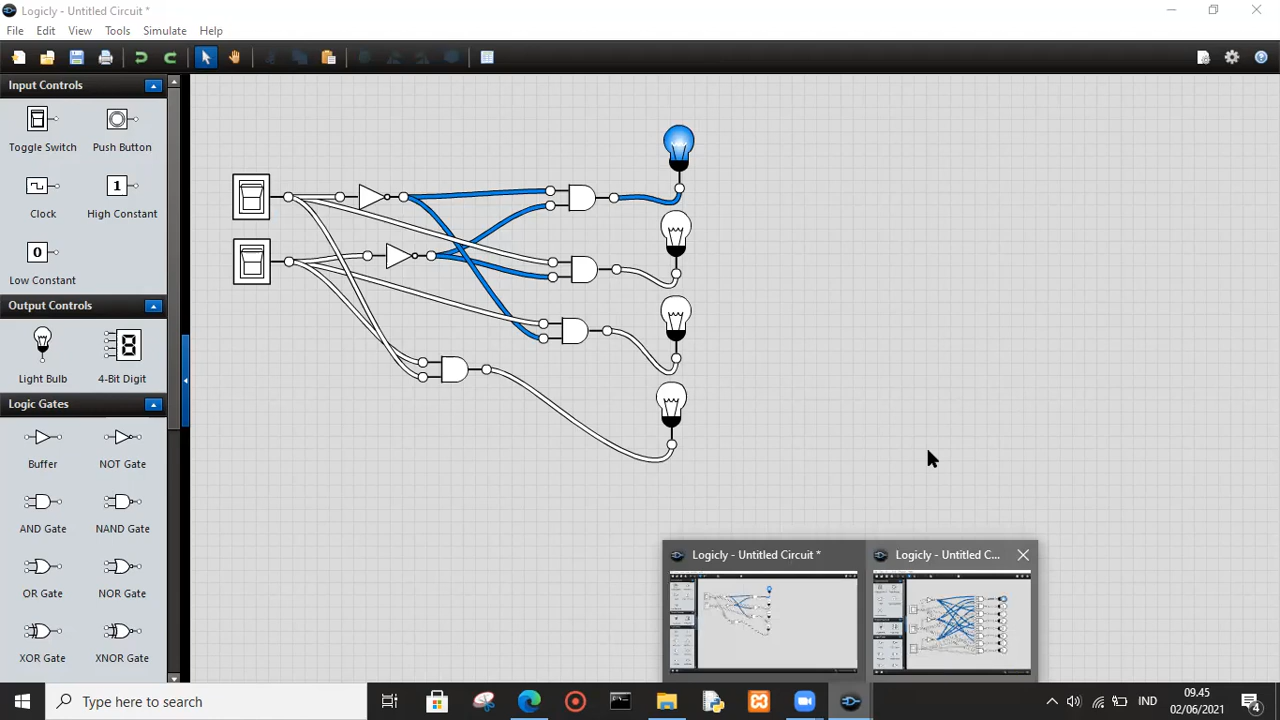 Logicly - Untitled Circuit *
File Edit View Tools Simulate Help
Input Controls
Toggle Switch Push Button
1
Clock High Constant
0
Low Constant
Output Controls
8
Light Bulb 4-Bit Digit
Logic Gates
Buffer NOT Gate
AND Gate NAND Gate
OR Gate NOR Gate
XOR Gate XNOR Gate
Logicly - Untitled Circuit * Logicly - Untitled C...
Type here to search
IND
09.45
02/06/2021
4